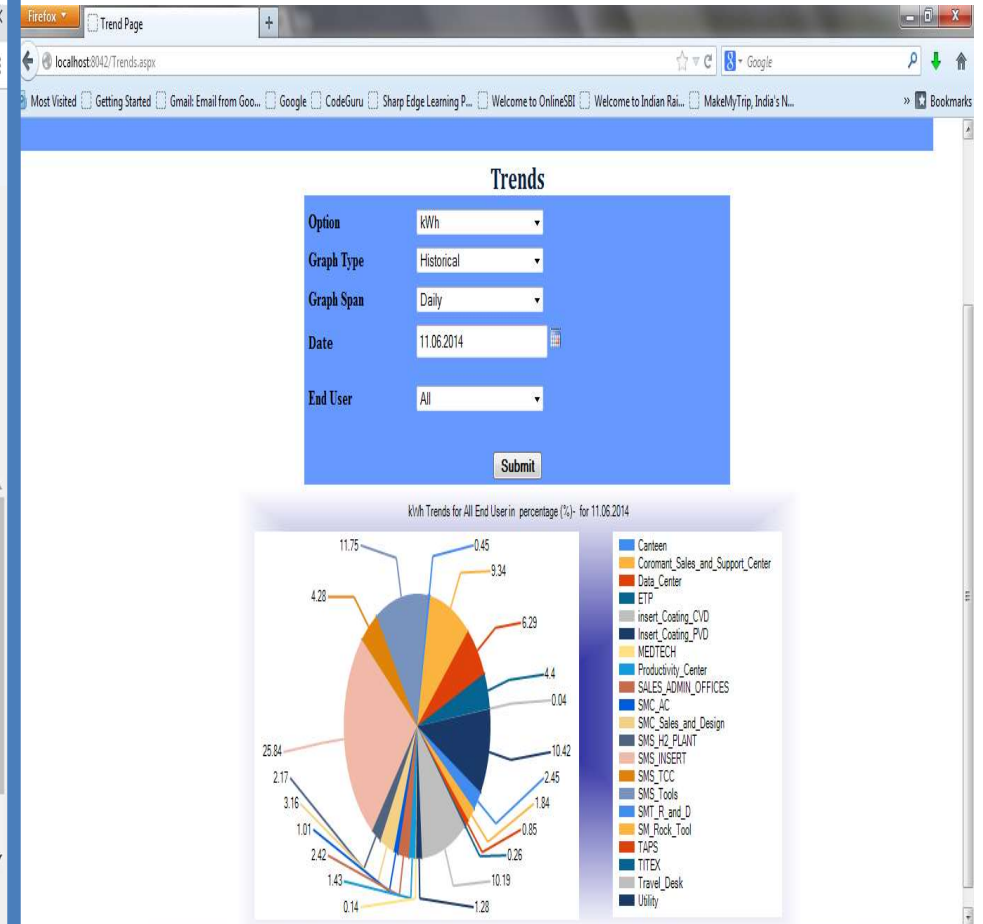 Firefox
Trend Page
+
localhost:8042/Trends.aspx
Google
Most Visited Getting Started Gmail: Email from Goo... Google CodeGuru Sharp Edge Learning P... Welcome to OnlineSBI Welcome to Indian Rai... MakeMyTrip, India's N... » Bookmarks
Trends
Option kWh
Graph Type Historical
Graph Span Daily
Date 11.06.2014
End User All
Submit
kWh Trends for All End User in percentage (%)- for 11.06.2014
11.75
0.45
9.34
4.28
6.29
4.4
0.04
25.84
10.42
2.17
2.45
3.16
1.84
1.01
0.85
2.42
0.26
1.43
10.19
0.14
1.28
Canteen
Coromant_Sales_and_Support_Center
Data_Center
ETP
insert_Coating_CVD
Insert_Coating_PVD
MEDTECH
Productivity_Center
SALES_ADMIN_OFFICES
SMC_AC
SMC_Sales_and_Design
SMS_H2_PLANT
SMS_INSERT
SMS_TCC
SMS_Tools
SMT_R_and_D
SM_Rock_Tool
TAPS
TITEX
Travel_Desk
Utility